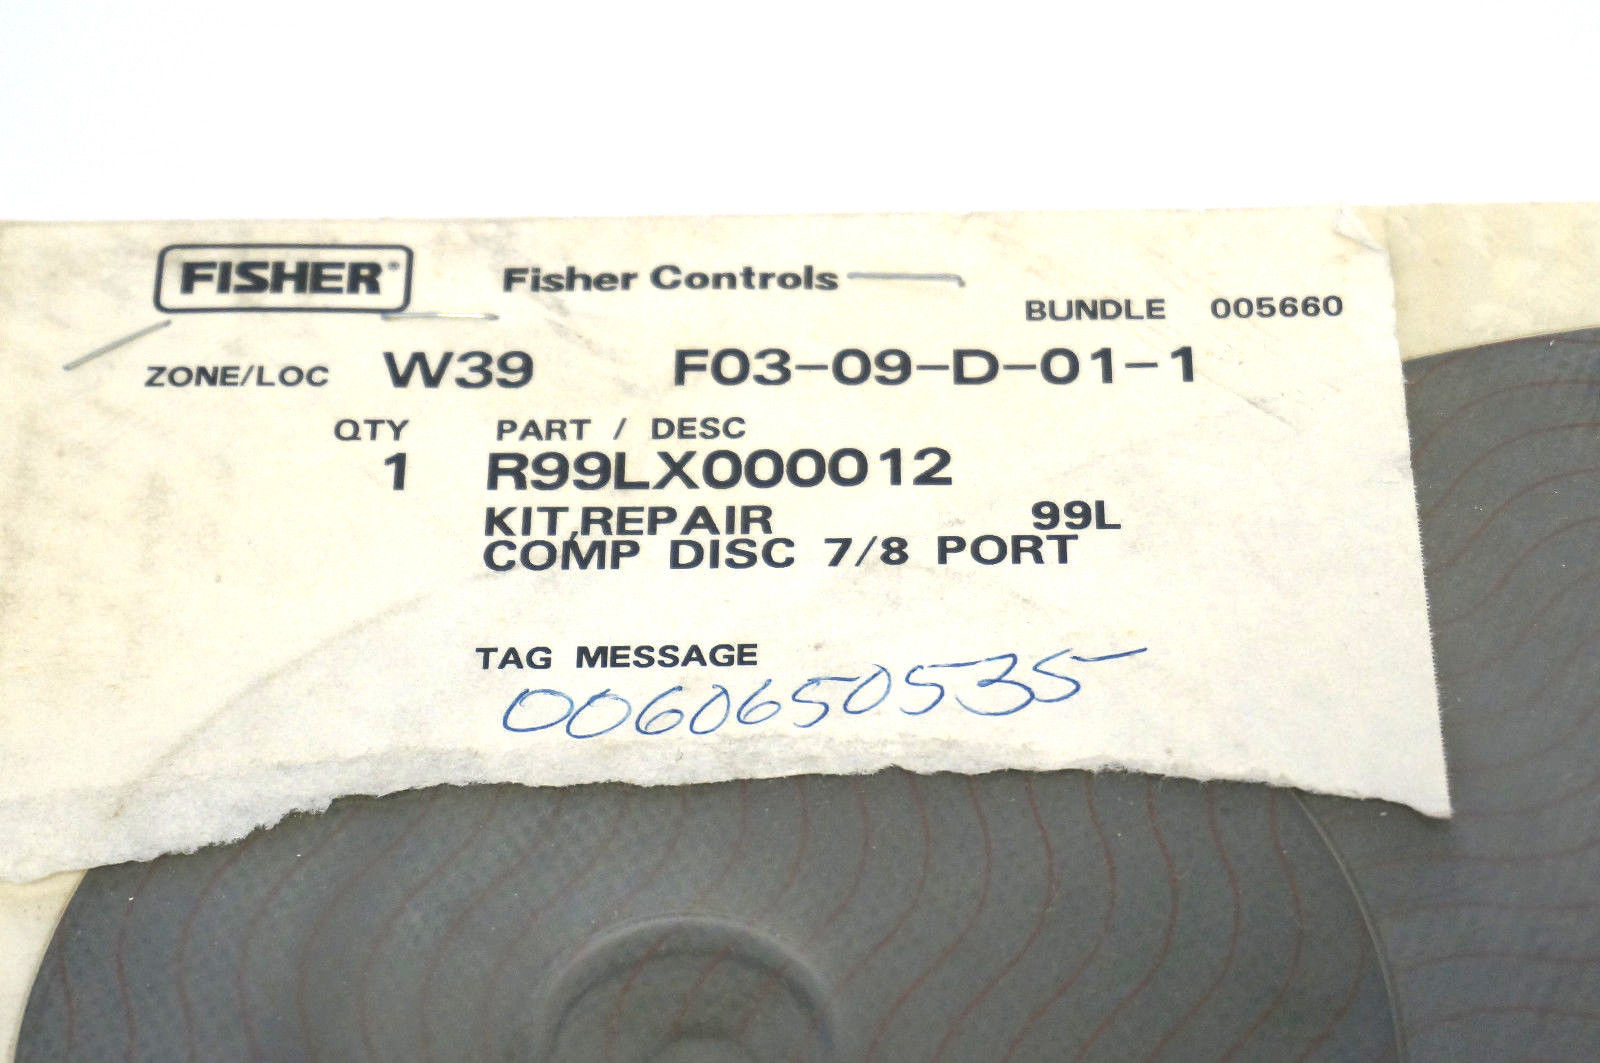 FISHER® Fisher Controls
BUNDLE 005660
ZONE/LOC W39 F03-09-D-01-1
QTY PART / DESC
1 R99LX000012
KIT,REPAIR 99L
COMP DISC 7/8 PORT
TAG MESSAGE
0060650535